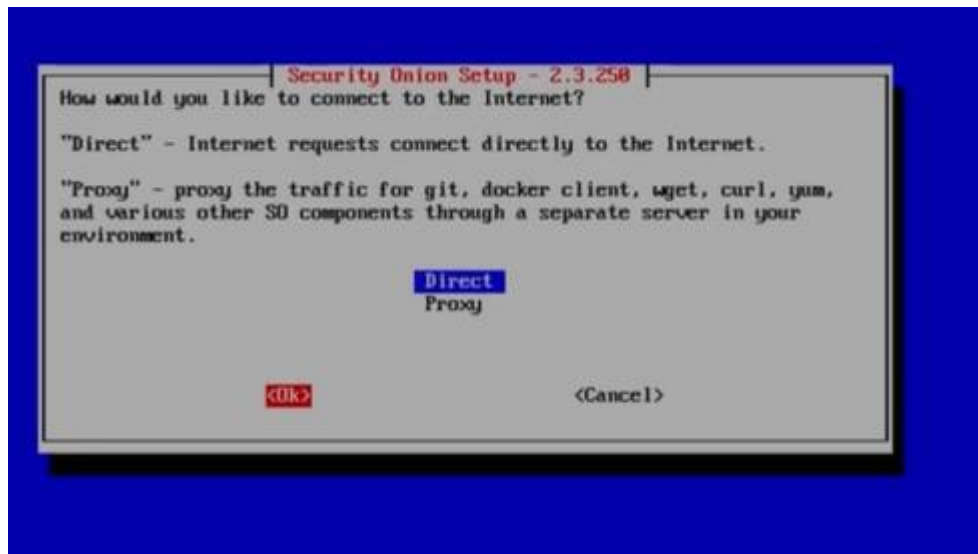 Security Onion Setup - 2.3.250
How would you like to connect to the Internet?
"Direct" - Internet requests connect directly to the Internet.
"Proxy" - proxy the traffic for git, docker client, wget, curl, yum,
and various other SO components through a separate server in your
environment.
Direct
Proxy
<Ok>
<Cancel>